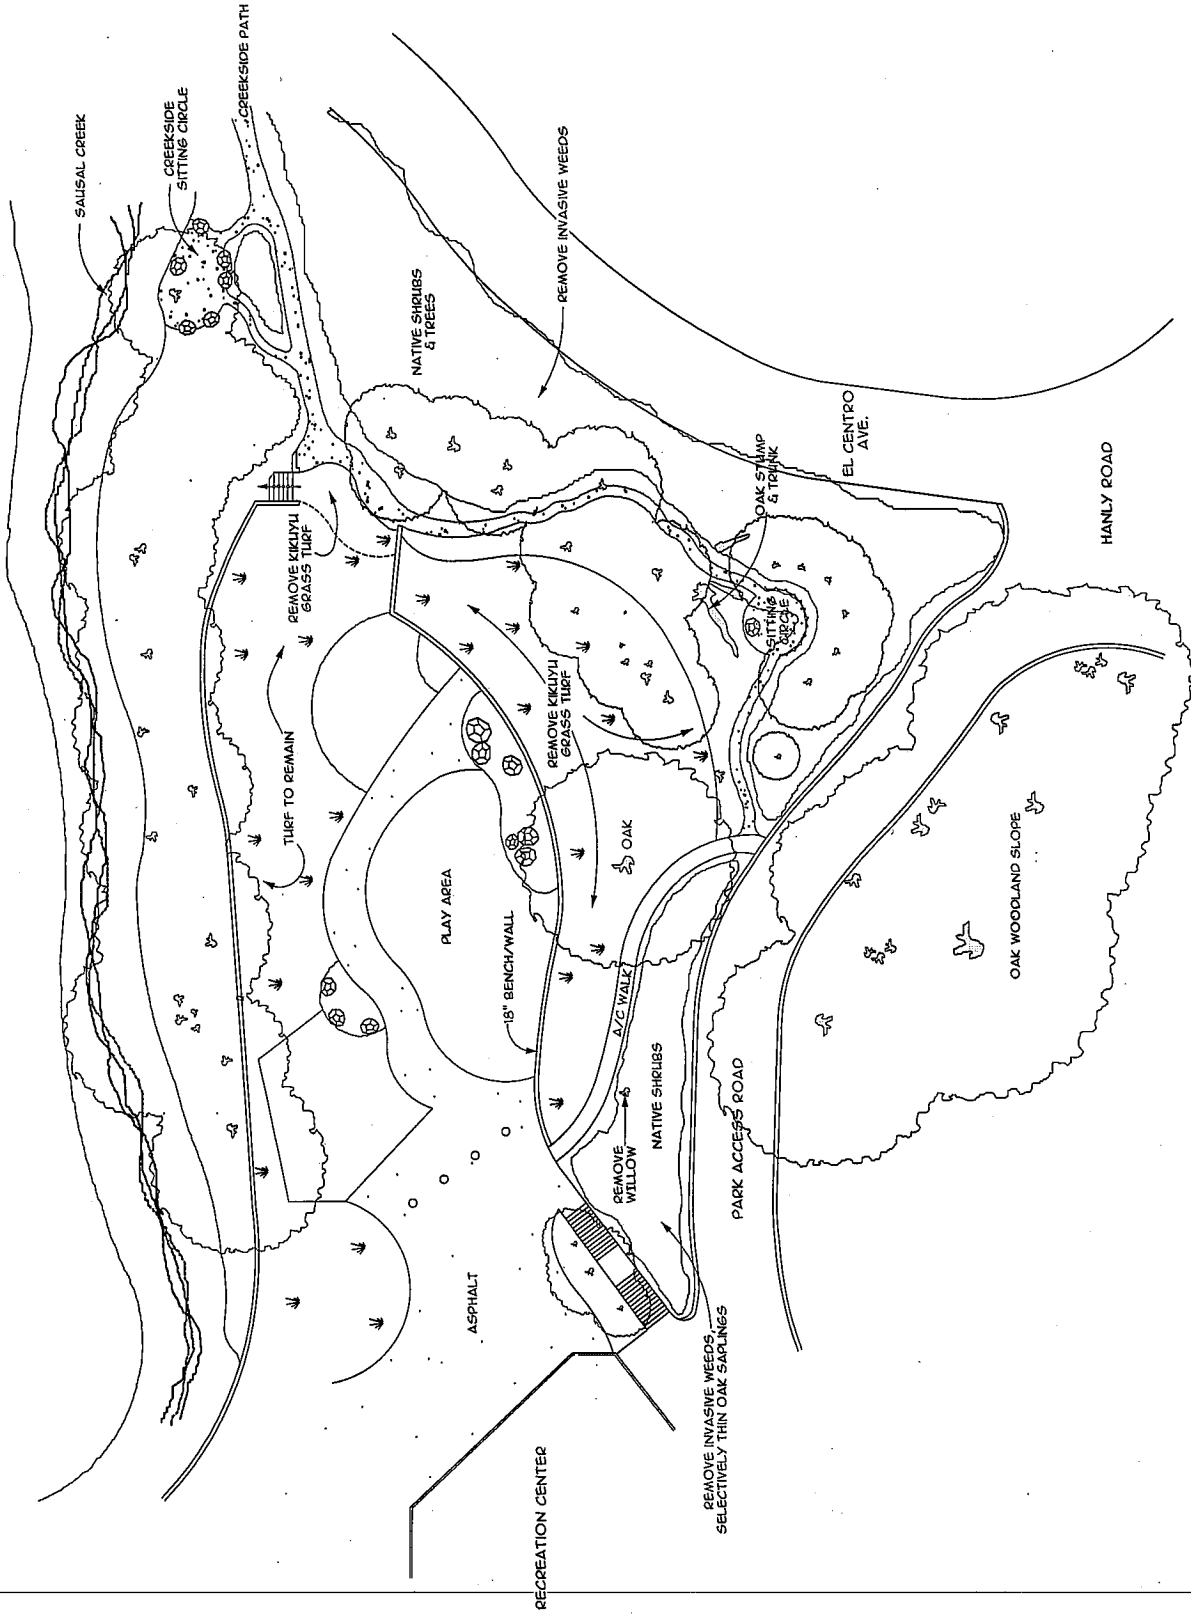 SAUSAL CREEK
CREEKSIDE
SITTING CIRCLE
CREEKSIDE PATH
REMOVE INVASIVE WEEDS
NATIVE SHRUBS
& TREES
REMOVE KIKUYU
GRASS TURF
TURF TO REMAIN
REMOVE KIKUYU
GRASS TURF
OAK STUMP
& TRUNK
SITTING
CIRCLE
EL CENTRO
AVE.
HANLY ROAD
PLAY AREA
OAK
18" BENCH/WALL
A/C WALK
OAK WOODLAND SLOPE
NATIVE SHRUBS
REMOVE
WILLOW
PARK ACCESS ROAD
ASPHALT
REMOVE INVASIVE WEEDS,
SELECTIVELY THIN OAK SAPLINGS
RECREATION CENTER